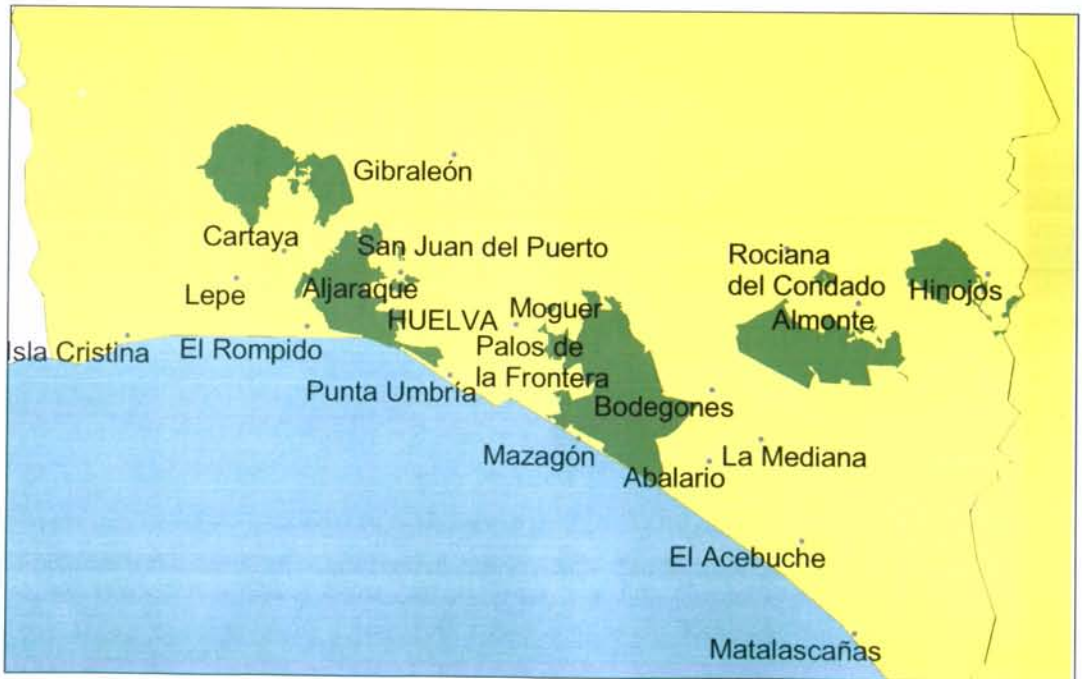 Gibraleón
Cartaya
San Juan del Puerto
Rociana
del Condado
Lepe
Aljaraque
Hinojos
Moguer
HUELVA
Almonte
Isla Cristina
El Rompido
Palos de
la Frontera
Punta Umbría
Bodegones
Mazagón
La Mediana
Abalario
El Acebuche
Matalascañas